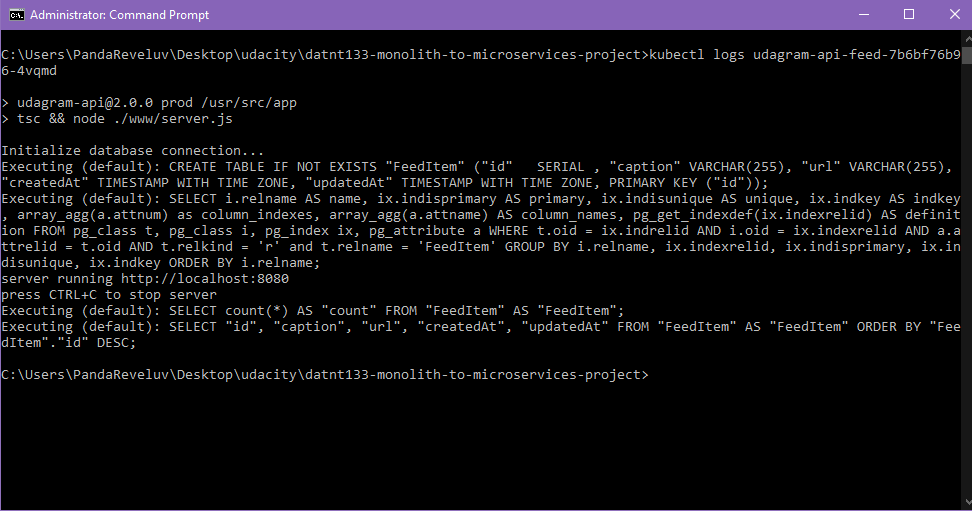 Administrator: Command Prompt
C:\Users\PandaReveluv\Desktop\udacity\datnt133-monolith-to-microservices-project>kubectl logs udagram-api-feed-7b6bf76b9
6-4vqmd
> udagram-api@2.0.0 prod /usr/src/app
> tsc && node ./www/server.js
Initialize database connection...
Executing (default): CREATE TABLE IF NOT EXISTS "FeedItem" ("id"   SERIAL , "caption" VARCHAR(255), "url" VARCHAR(255),
"createdAt" TIMESTAMP WITH TIME ZONE, "updatedAt" TIMESTAMP WITH TIME ZONE, PRIMARY KEY ("id"));
Executing (default): SELECT i.relname AS name, ix.indisprimary AS primary, ix.indisunique AS unique, ix.indkey AS indkey
, array_agg(a.attnum) as column_indexes, array_agg(a.attname) AS column_names, pg_get_indexdef(ix.indexrelid) AS definit
ion FROM pg_class t, pg_class i, pg_index ix, pg_attribute a WHERE t.oid = ix.indrelid AND i.oid = ix.indexrelid AND a.a
ttrelid = t.oid AND t.relkind = 'r' and t.relname = 'FeedItem' GROUP BY i.relname, ix.indexrelid, ix.indisprimary, ix.in
disunique, ix.indkey ORDER BY i.relname;
server running http://localhost:8080
press CTRL+C to stop server
Executing (default): SELECT count(*) AS "count" FROM "FeedItem" AS "FeedItem";
Executing (default): SELECT "id", "caption", "url", "createdAt", "updatedAt" FROM "FeedItem" AS "FeedItem" ORDER BY "Fee
dItem"."id" DESC;
C:\Users\PandaReveluv\Desktop\udacity\datnt133-monolith-to-microservices-project>